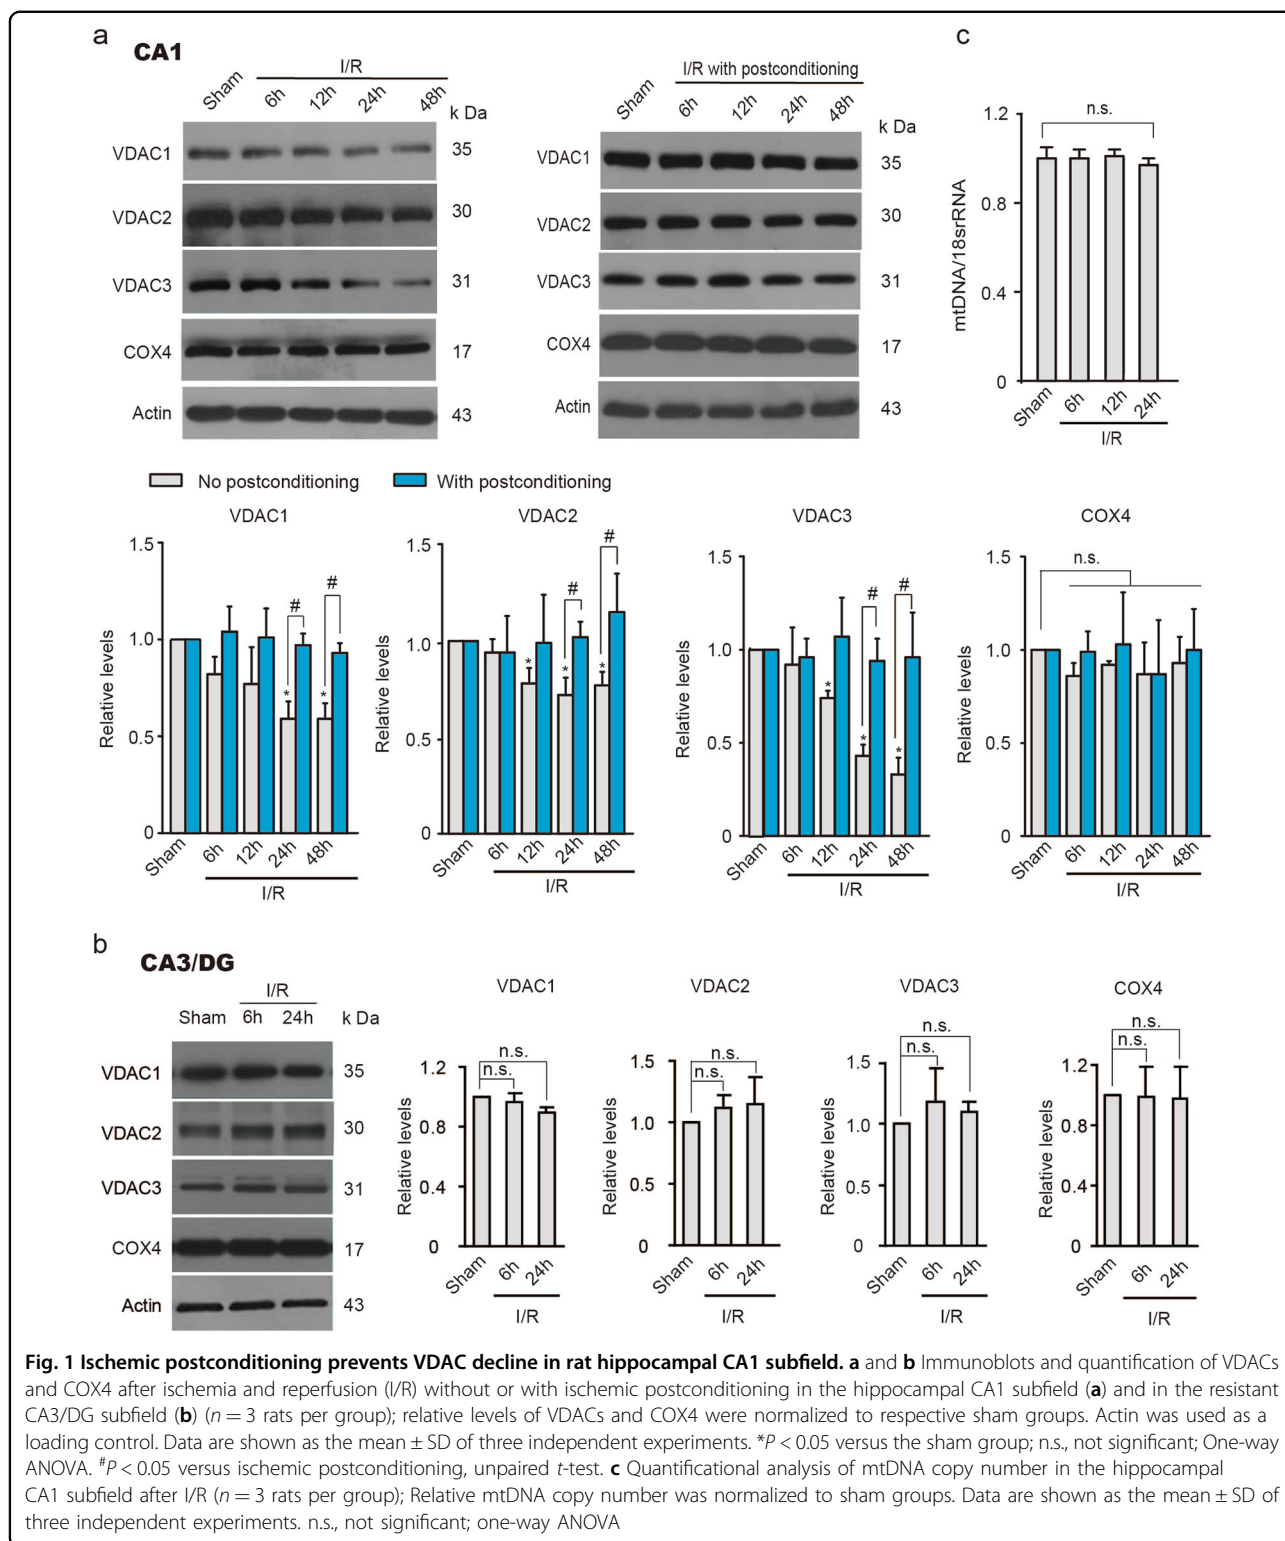 a
CA1
I/R
Sham 6h 12h 24h 48h
k Da
VDAC1 35
VDAC2 30
VDAC3 31
COX4 17
Actin 43
I/R with postconditioning
Sham 6h 12h 24h 48h
k Da
VDAC1 35
VDAC2 30
VDAC3 31
COX4 17
Actin 43
c
n.s.
1.2
0.8
0.4
0
mtDNA/18srRNA
Sham 6h 12h 24h
I/R
No postconditioning With postconditioning
VDAC1
1.5
1.0
0.5
0
Relative levels
* # * #
Sham 6h 12h 24h 48h
I/R
VDAC2
1.5
1.0
0.5
0
Relative levels
* * # * #
Sham 6h 12h 24h 48h
I/R
VDAC3
1.5
1.0
0.5
0
Relative levels
* * # * #
Sham 6h 12h 24h 48h
I/R
COX4
n.s.
1.5
1.0
0.5
0
Relative levels
Sham 6h 12h 24h 48h
I/R
b
CA3/DG
I/R
Sham 6h 24h k Da
VDAC1 35
VDAC2 30
VDAC3 31
COX4 17
Actin 43
VDAC1
n.s.
n.s.
1.2
0.8
0.4
0
Relative levels
Sham 6h 24h
I/R
VDAC2
n.s.
n.s.
1.5
1.0
0.5
0
Relative levels
Sham 6h 24h
I/R
VDAC3
n.s.
n.s.
1.5
1.0
0.5
0
Relative levels
Sham 6h 24h
I/R
COX4
n.s.
n.s.
1.2
0.8
0.4
0
Relative levels
Sham 6h 24h
I/R
Fig. 1 Ischemic postconditioning prevents VDAC decline in rat hippocampal CA1 subfield. a and b Immunoblots and quantification of VDACs
and COX4 after ischemia and reperfusion (I/R) without or with ischemic postconditioning in the hippocampal CA1 subfield (a) and in the resistant
CA3/DG subfield (b) (n = 3 rats per group); relative levels of VDACs and COX4 were normalized to respective sham groups. Actin was used as a
loading control. Data are shown as the mean ± SD of three independent experiments. *P < 0.05 versus the sham group; n.s., not significant; One-way
ANOVA. #P < 0.05 versus ischemic postconditioning, unpaired t-test. c Quantificational analysis of mtDNA copy number in the hippocampal
CA1 subfield after I/R (n = 3 rats per group); Relative mtDNA copy number was normalized to sham groups. Data are shown as the mean ± SD of
three independent experiments. n.s., not significant; one-way ANOVA